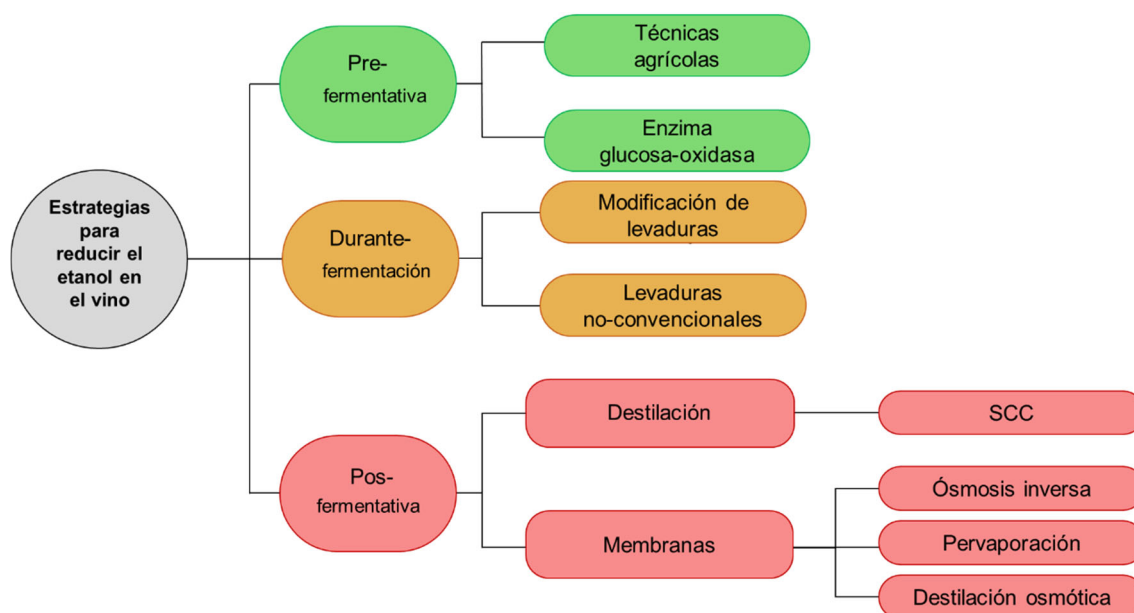 Estrategias
para
reducir el
etanol en
el vino
Pre-
fermentativa
Técnicas
agrícolas
Enzima
glucosa-oxidasa
Durante-
fermentación
Modificación de
levaduras
Levaduras
no-convencionales
Pos-
fermentativa
Destilación
SCC
Membranas
Ósmosis inversa
Pervaporación
Destilación osmótica